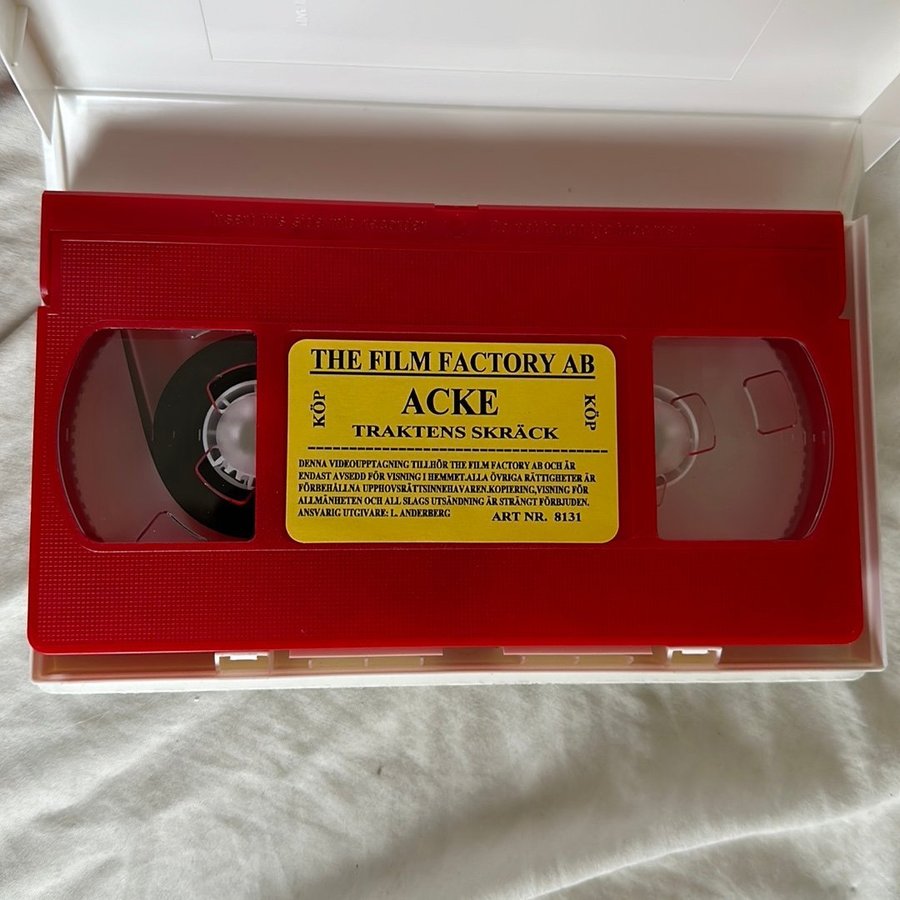 THE FILM FACTORY AB
KÖP
ACKE
KÖP
TRAKTENS SKRÄCK
DENNA VIDEOUPPTAGNING TILLHÖR THE FILM FACTORY AB OCH ÄR
ENDAST AVSEDD FÖR VISNING I HEMMET.ALLA ÖVRIGA RÄTTIGHETER ÄR
FÖRBEHÅLLNA UPPHOVSRÄTTSINNEHAVAREN.KOPIERING,VISNING FÖR
ALLMÄNHETEN OCH ALL SLAGS UTSÄNDNING ÄR STRÄNGT FÖRBJUDEN.
ANSVARIG UTGIVARE: L. ANDERBERG ART NR. 8131